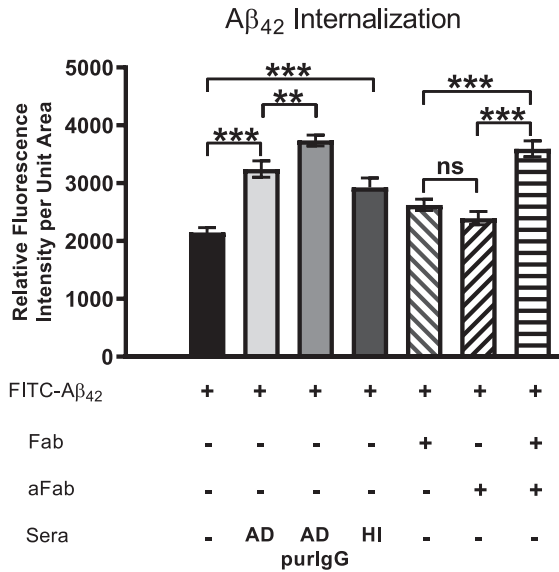 Aβ42 Internalization
Relative Fluorescence
Intensity per Unit Area
5000
4000
3000
2000
1000
0
***
***
**
***
***
ns
FITC-Aβ42 + + + + + + +
Fab - - - - + - +
aFab - - - - - + +
Sera - AD AD HI - - -
purIgG